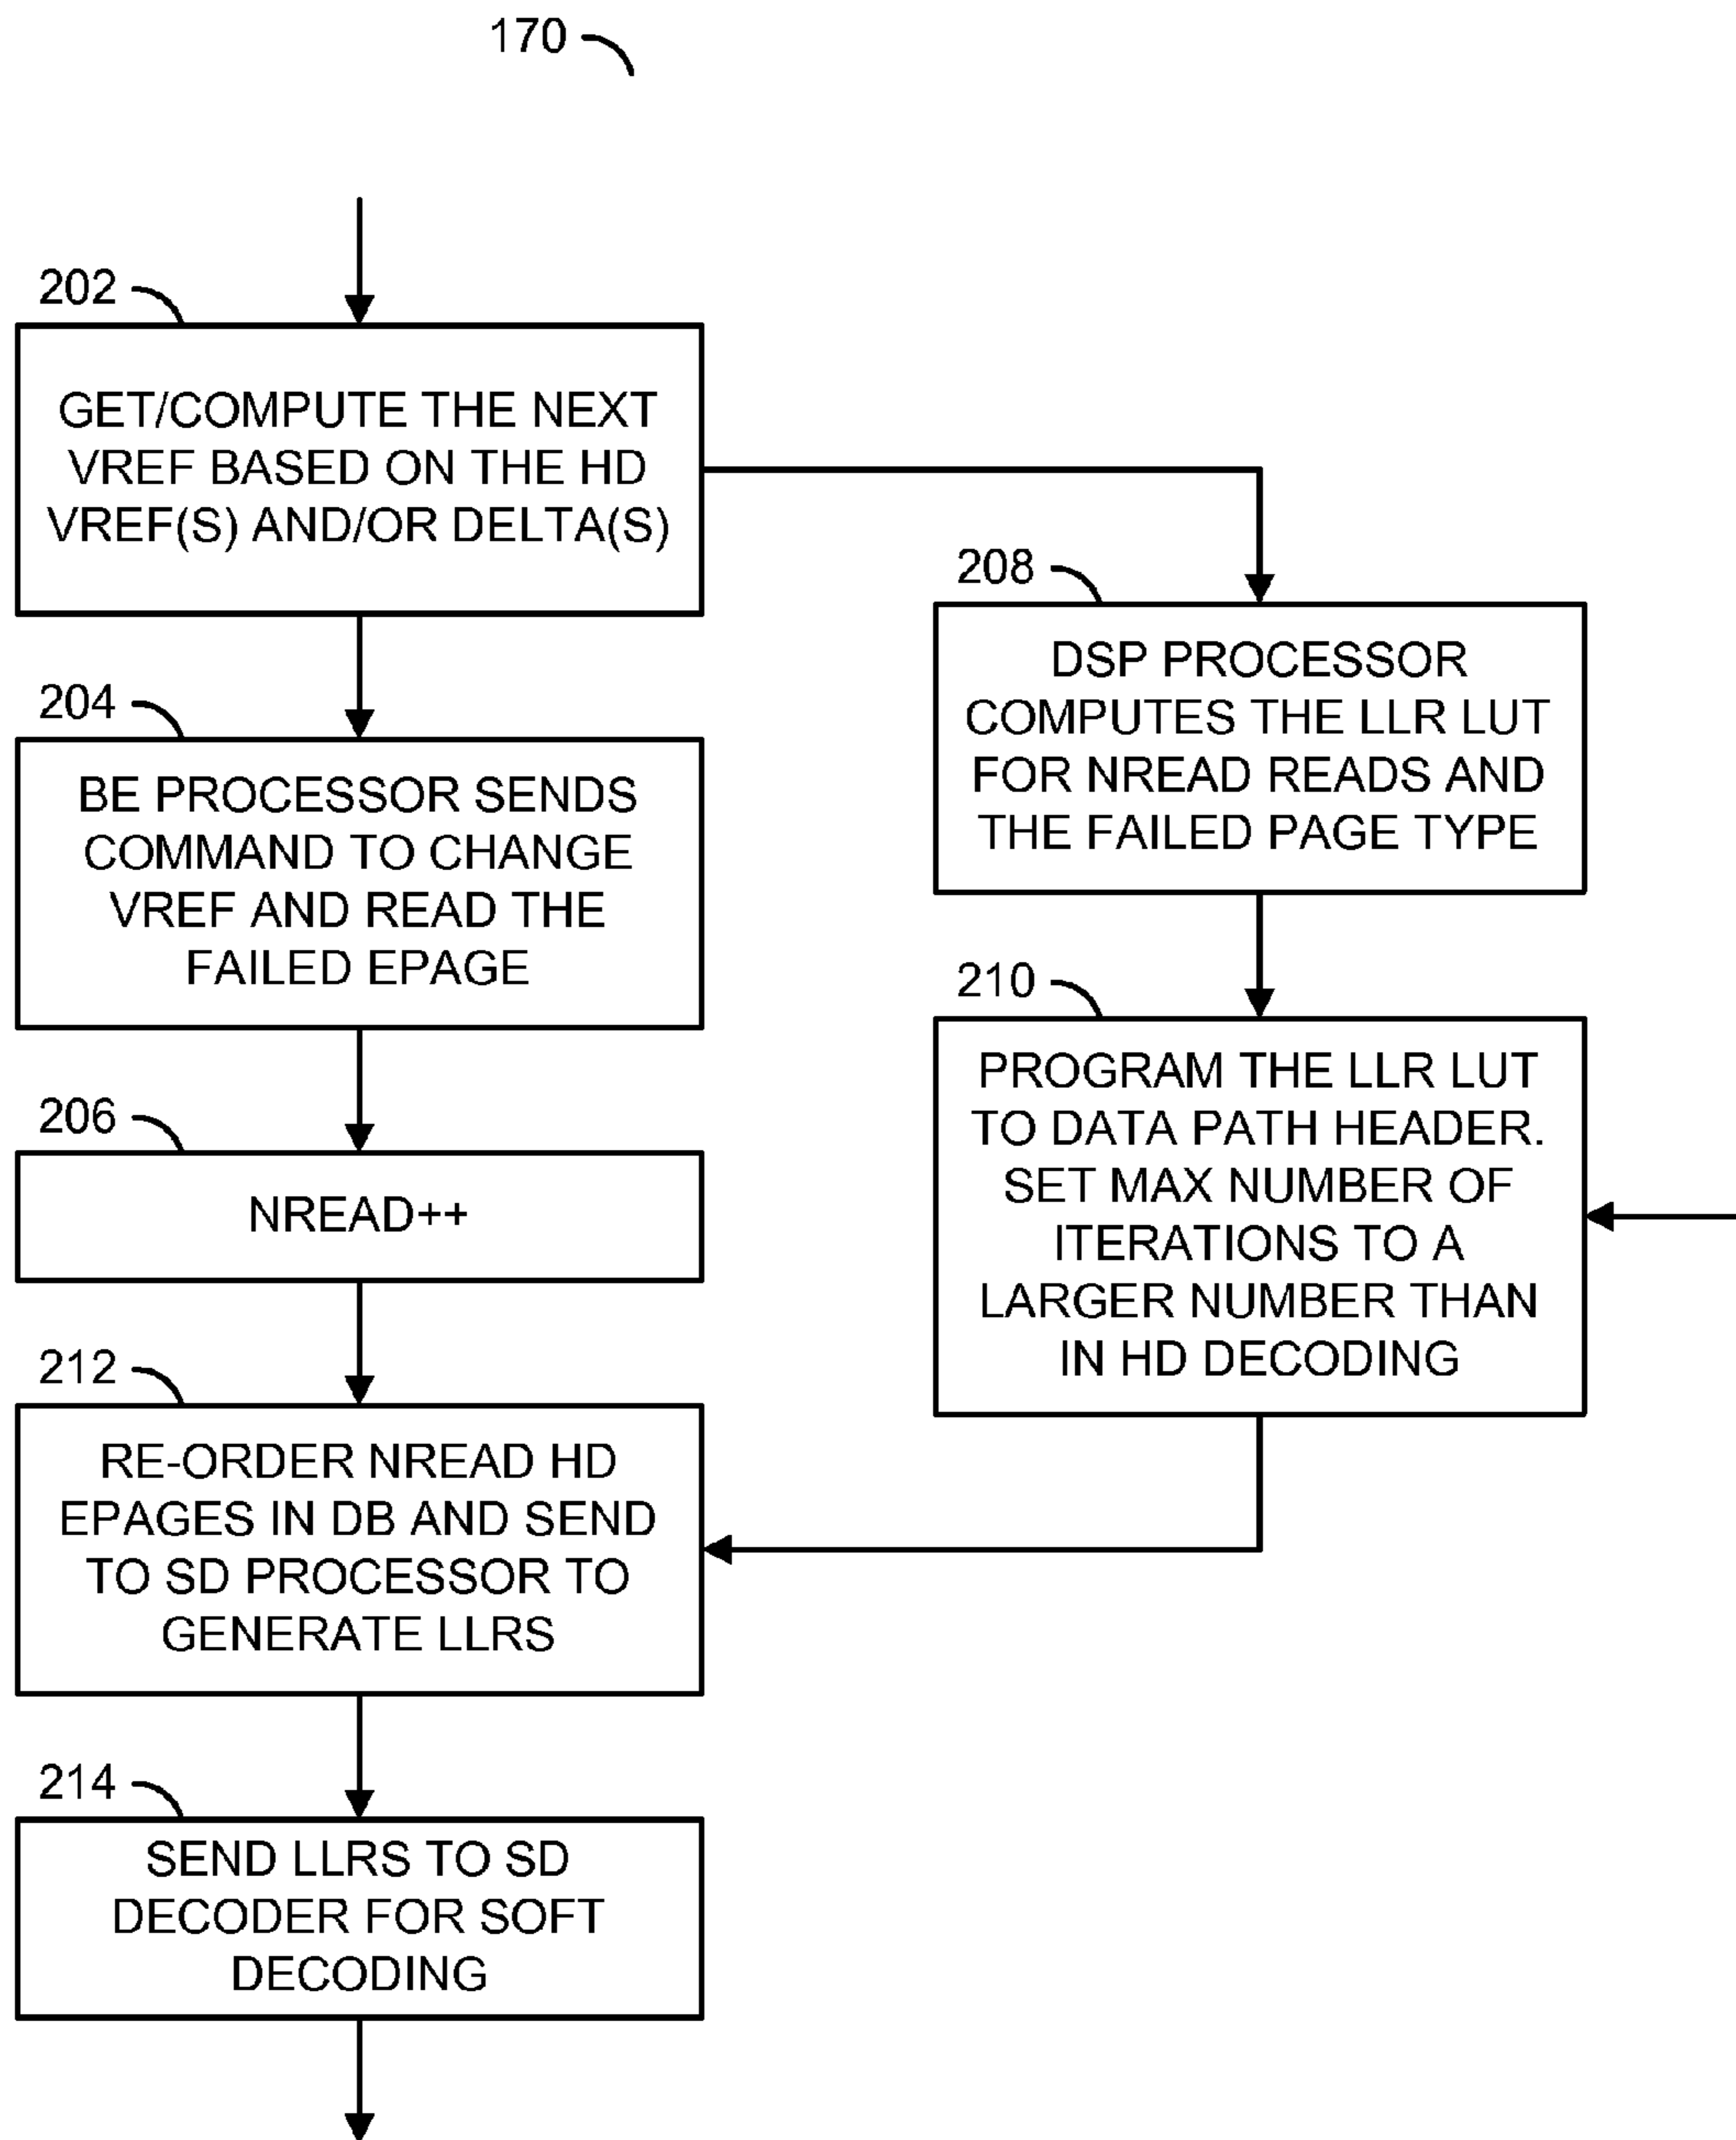 170
202
GET/COMPUTE THE NEXT
VREF BASED ON THE HD
VREF(S) AND/OR DELTA(S)
204
BE PROCESSOR SENDS
COMMAND TO CHANGE
VREF AND READ THE
FAILED EPAGE
206
NREAD++
208
DSP PROCESSOR
COMPUTES THE LLR LUT
FOR NREAD READS AND
THE FAILED PAGE TYPE
210
PROGRAM THE LLR LUT
TO DATA PATH HEADER.
SET MAX NUMBER OF
ITERATIONS TO A
LARGER NUMBER THAN
IN HD DECODING
212
RE-ORDER NREAD HD
EPAGES IN DB AND SEND
TO SD PROCESSOR TO
GENERATE LLRS
214
SEND LLRS TO SD
DECODER FOR SOFT
DECODING